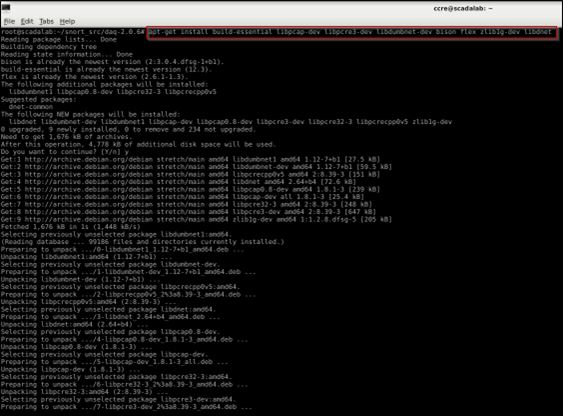 ccre@scadalab: ~
File Edit Tabs Help
root@scadalab:~/snort_src/daq-2.0.6# apt-get install build-essential libpcap-dev libpcre3-dev libdumbnet-dev bison flex zlib1g-dev libdnet
Reading package lists... Done
Building dependency tree
Reading state information... Done
bison is already the newest version (2:3.0.4.dfsg-1+b1).
build-essential is already the newest version (12.3).
flex is already the newest version (2.6.1-1.3).
The following additional packages will be installed:
libdumbnet1 libpcap0.8-dev libpcre32-3 libpcrecpp0v5
Suggested packages:
dnet-common
The following NEW packages will be installed:
libdnet libdumbnet-dev libdumbnet1 libpcap-dev libpcap0.8-dev libpcre3-dev libpcre32-3 libpcrecpp0v5 zlib1g-dev
0 upgraded, 9 newly installed, 0 to remove and 234 not upgraded.
Need to get 1,676 kB of archives.
After this operation, 4,778 kB of additional disk space will be used.
Do you want to continue? [Y/n] y
Get:1 http://archive.debian.org/debian stretch/main amd64 libdumbnet1 amd64 1.12-7+b1 [27.5 kB]
Get:2 http://archive.debian.org/debian stretch/main amd64 libdumbnet-dev amd64 1.12-7+b1 [59.5 kB]
Get:3 http://archive.debian.org/debian stretch/main amd64 libpcrecpp0v5 amd64 2:8.39-3 [151 kB]
Get:4 http://archive.debian.org/debian stretch/main amd64 libdnet amd64 2.64+b4 [72.6 kB]
Get:5 http://archive.debian.org/debian stretch/main amd64 libpcap0.8-dev amd64 1.8.1-3 [239 kB]
Get:6 http://archive.debian.org/debian stretch/main amd64 libpcap-dev all 1.8.1-3 [25.4 kB]
Get:7 http://archive.debian.org/debian stretch/main amd64 libpcre32-3 amd64 2:8.39-3 [248 kB]
Get:8 http://archive.debian.org/debian stretch/main amd64 libpcre3-dev amd64 2:8.39-3 [647 kB]
Get:9 http://archive.debian.org/debian stretch/main amd64 zlib1g-dev amd64 1:1.2.8.dfsg-5 [205 kB]
Fetched 1,676 kB in 1s (1,448 kB/s)
Selecting previously unselected package libdumbnet1:amd64.
(Reading database ... 99186 files and directories currently installed.)
Preparing to unpack .../0-libdumbnet1_1.12-7+b1_amd64.deb ...
Unpacking libdumbnet1:amd64 (1.12-7+b1) ...
Selecting previously unselected package libdumbnet-dev.
Preparing to unpack .../1-libdumbnet-dev_1.12-7+b1_amd64.deb ...
Unpacking libdumbnet-dev (1.12-7+b1) ...
Selecting previously unselected package libpcrecpp0v5:amd64.
Preparing to unpack .../2-libpcrecpp0v5_2%3a8.39-3_amd64.deb ...
Unpacking libpcrecpp0v5:amd64 (2:8.39-3) ...
Selecting previously unselected package libdnet:amd64.
Preparing to unpack .../3-libdnet_2.64+b4_amd64.deb ...
Unpacking libdnet:amd64 (2.64+b4) ...
Selecting previously unselected package libpcap0.8-dev.
Preparing to unpack .../4-libpcap0.8-dev_1.8.1-3_amd64.deb ...
Unpacking libpcap0.8-dev (1.8.1-3) ...
Selecting previously unselected package libpcap-dev.
Preparing to unpack .../5-libpcap-dev_1.8.1-3_all.deb ...
Unpacking libpcap-dev (1.8.1-3) ...
Selecting previously unselected package libpcre32-3:amd64.
Preparing to unpack .../6-libpcre32-3_2%3a8.39-3_amd64.deb ...
Unpacking libpcre32-3:amd64 (2:8.39-3) ...
Selecting previously unselected package libpcre3-dev:amd64.
Preparing to unpack .../7-libpcre3-dev_2%3a8.39-3_amd64.deb ...